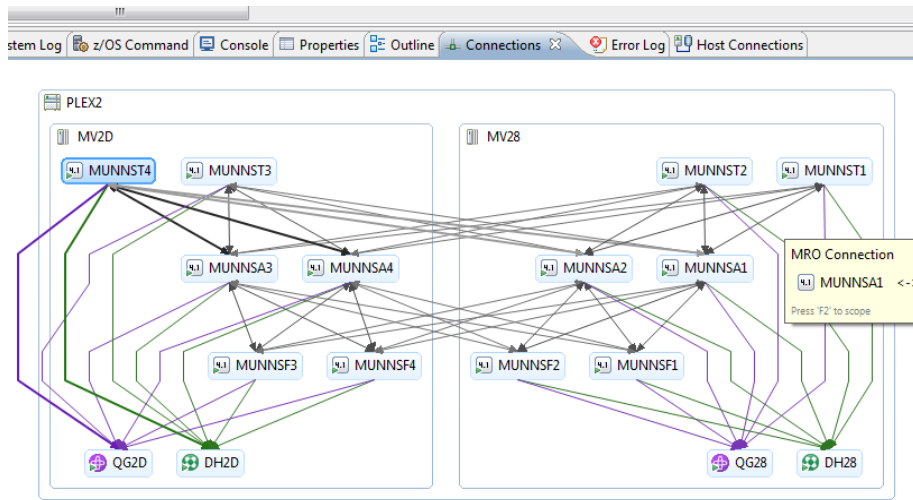 stem Log z/OS Command Console Properties Outline Connections Error Log Host Connections
PLEX2
MV2D MV28
MUNNST4 MUNNST3 MUNNST2 MUNNST1
MUNNSA3 MUNNSA4 MUNNSA2 MUNNSA1
MRO Connection
MUNNSA1 <->
Press 'F2' to scope
MUNNSF3 MUNNSF4 MUNNSF2 MUNNSF1
QG2D DH2D QG28 DH28